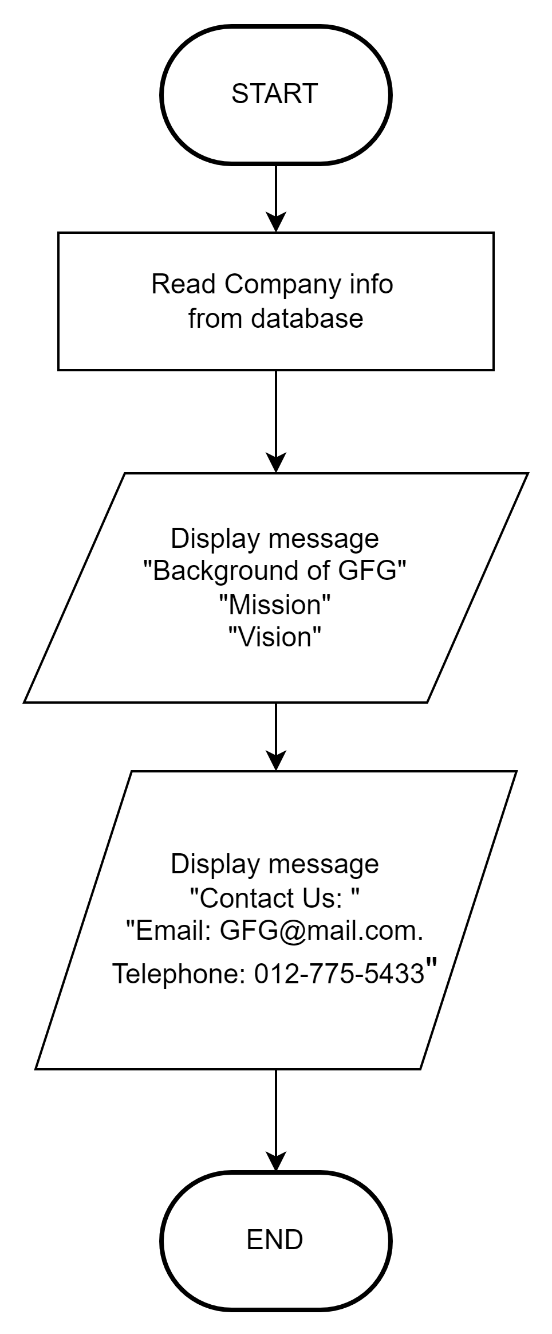 START
Read Company info
from database
Display message
"Background of GFG"
"Mission"
"Vision"
Display message
"Contact Us: "
"Email: GFG@mail.com.
Telephone: 012-775-5433"
END